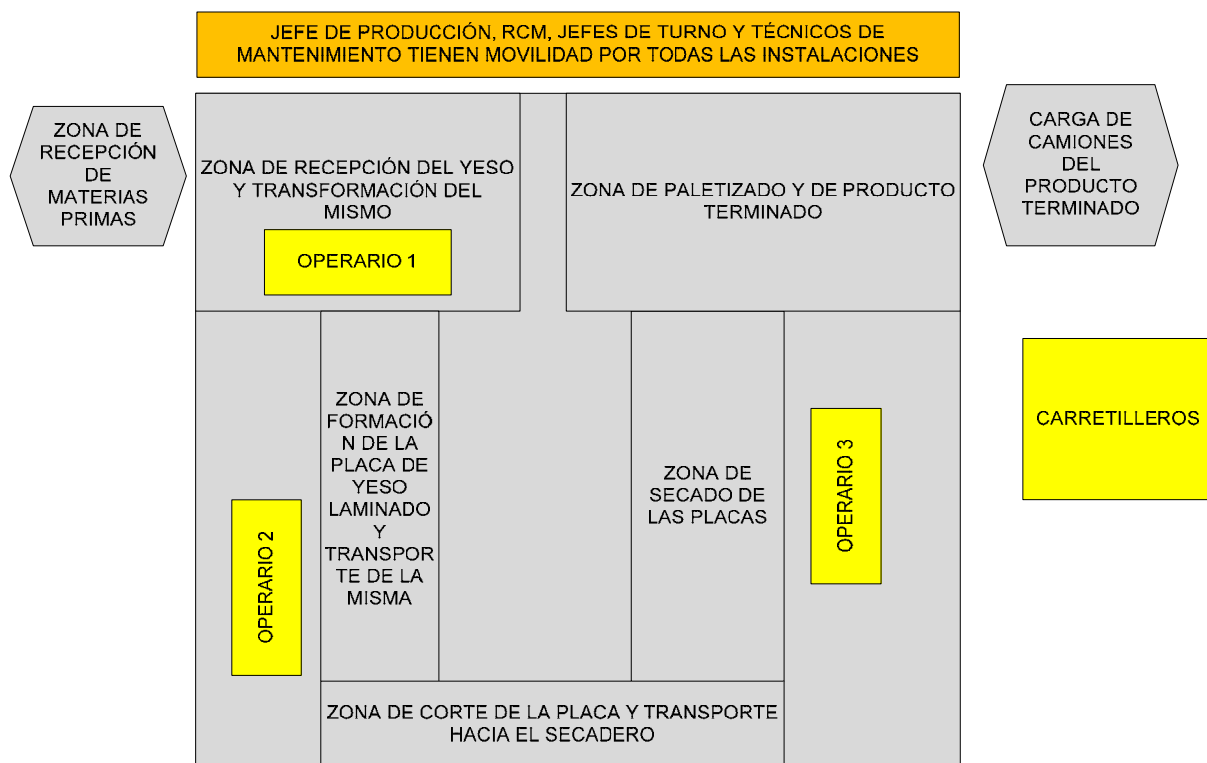 JEFE DE PRODUCCIÓN, RCM, JEFES DE TURNO Y TÉCNICOS DE
MANTENIMIENTO TIENEN MOVILIDAD POR TODAS LAS INSTALACIONES
ZONA DE
RECEPCIÓN
DE
MATERIAS
PRIMAS
ZONA DE RECEPCIÓN DEL YESO
Y TRANSFORMACIÓN DEL
MISMO
OPERARIO 1
ZONA DE PALETIZADO Y DE PRODUCTO
TERMINADO
CARGA DE
CAMIONES
DEL
PRODUCTO
TERMINADO
OPERARIO 2
ZONA DE
FORMACIÓ
N DE LA
PLACA DE
YESO
LAMINADO
Y
TRANSPOR
TE DE LA
MISMA
ZONA DE
SECADO DE
LAS PLACAS
OPERARIO 3
CARRETILLEROS
ZONA DE CORTE DE LA PLACA Y TRANSPORTE
HACIA EL SECADERO